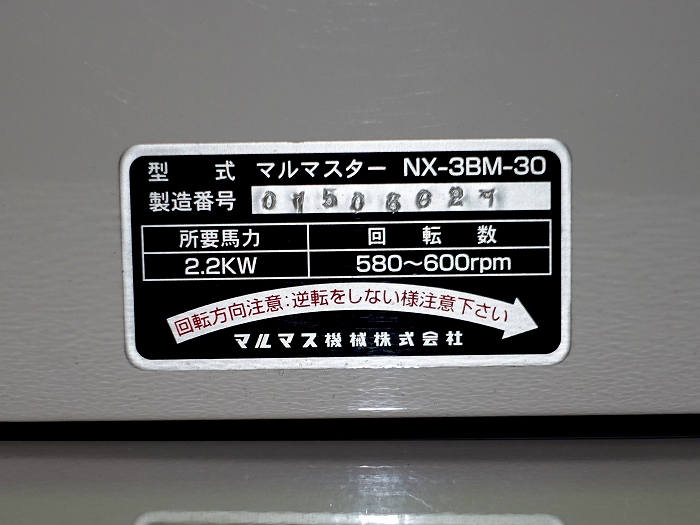 型 式 マルマスター NX-3BM-30
製造番号
所要馬力 回転数
2.2KW 580～600rpm
回転方向注意:逆転をしない様注意下さい
マルマス機械株式会社